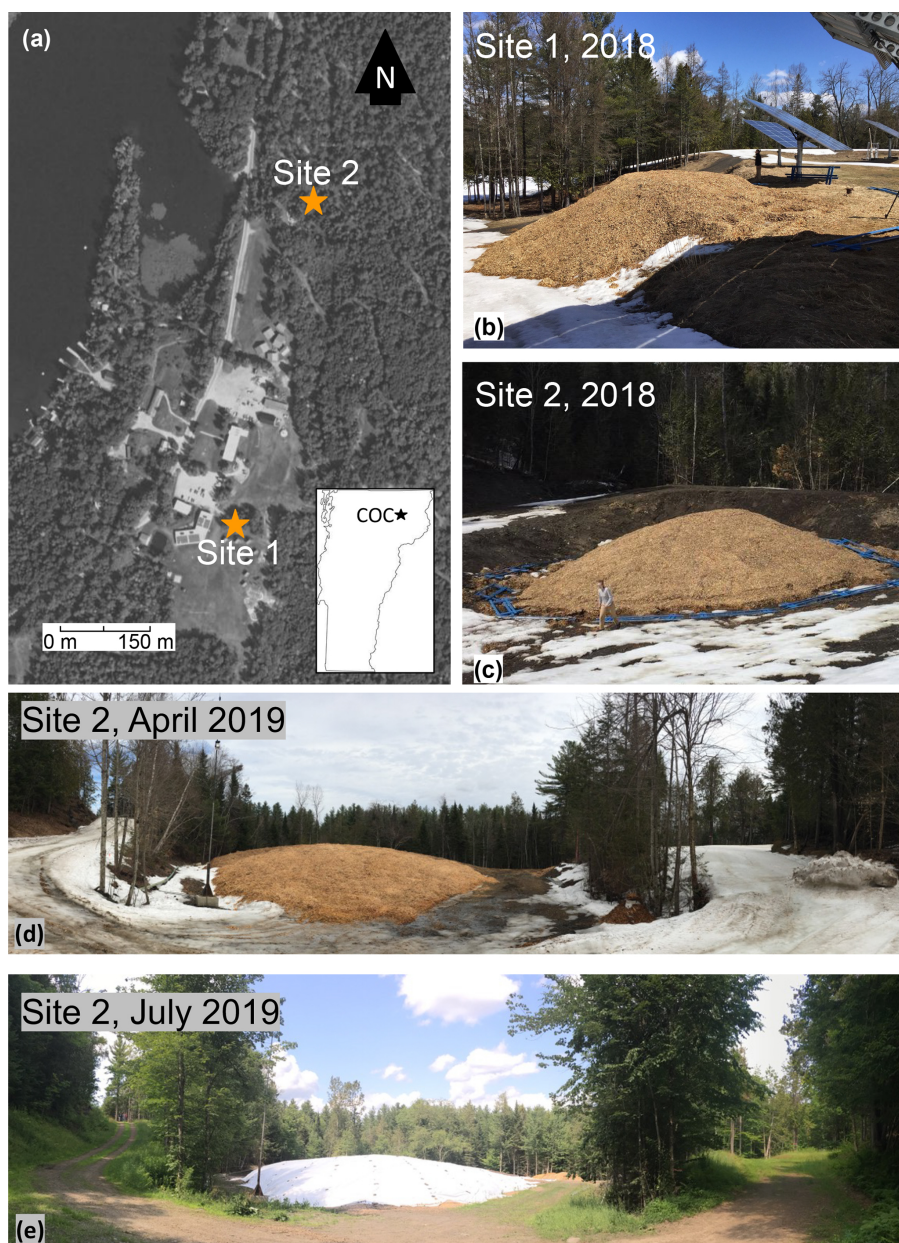 (a)
N
Site 2
Site 1
COC
0 m 150 m
Site 1, 2018
(b)
Site 2, 2018
(c)
Site 2, April 2019
(d)
Site 2, July 2019
(e)